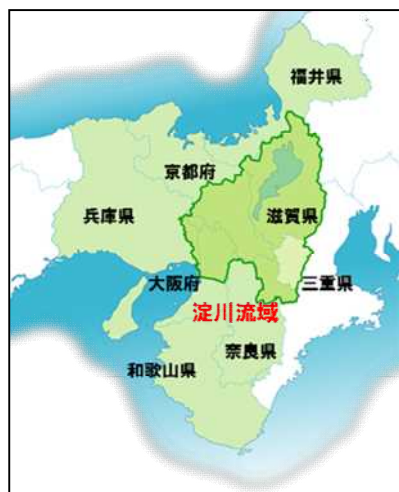 福井県
京都府
兵庫県
滋賀県
大阪府
三重県
淀川流域
奈良県
和歌山県